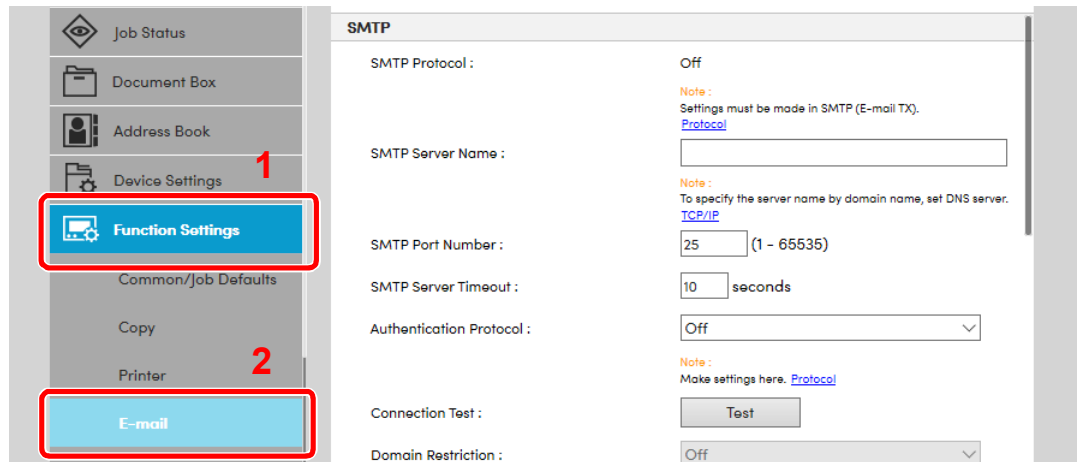 Job Status
Document Box
Address Book
1
Device Settings
Function Settings
Common/Job Defaults
Copy
2
Printer
E-mail
SMTP
SMTP Protocol : Off
Note :
Settings must be made in SMTP (E-mail TX).
Protocol
SMTP Server Name :
Note :
To specify the server name by domain name, set DNS server.
TCP/IP
SMTP Port Number : 25 (1 - 65535)
SMTP Server Timeout : 10 seconds
Authentication Protocol : Off
Note :
Make settings here. Protocol
Connection Test : Test
Domain Restriction : Off